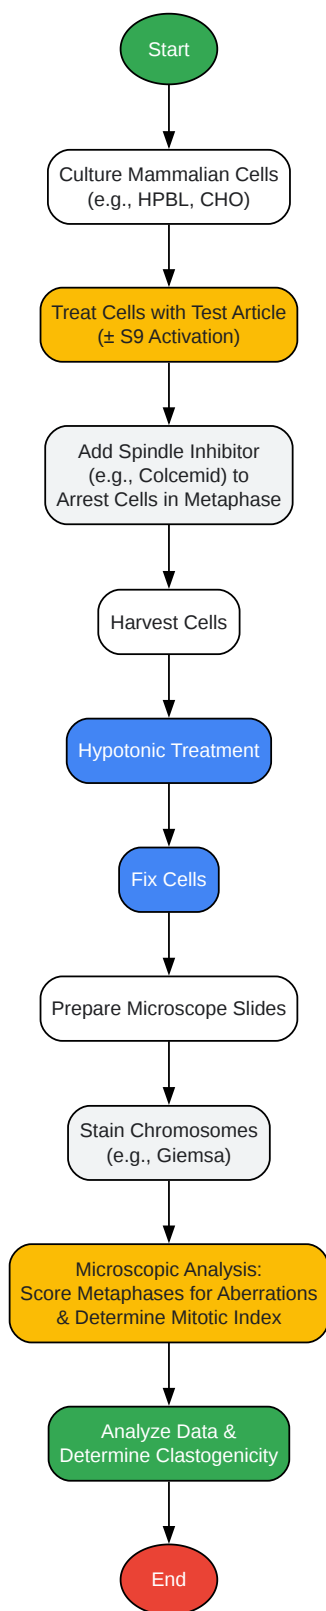 Start
Culture Mammalian Cells
(e.g., HPBL, CHO)
Treat Cells with Test Article
(± S9 Activation)
Add Spindle Inhibitor
(e.g., Colcemid) to
Arrest Cells in Metaphase
Harvest Cells
Hypotonic Treatment
Fix Cells
Prepare Microscope Slides
Stain Chromosomes
(e.g., Giemsa)
Microscopic Analysis:
Score Metaphases for Aberrations
& Determine Mitotic Index
Analyze Data &
Determine Clastogenicity
End